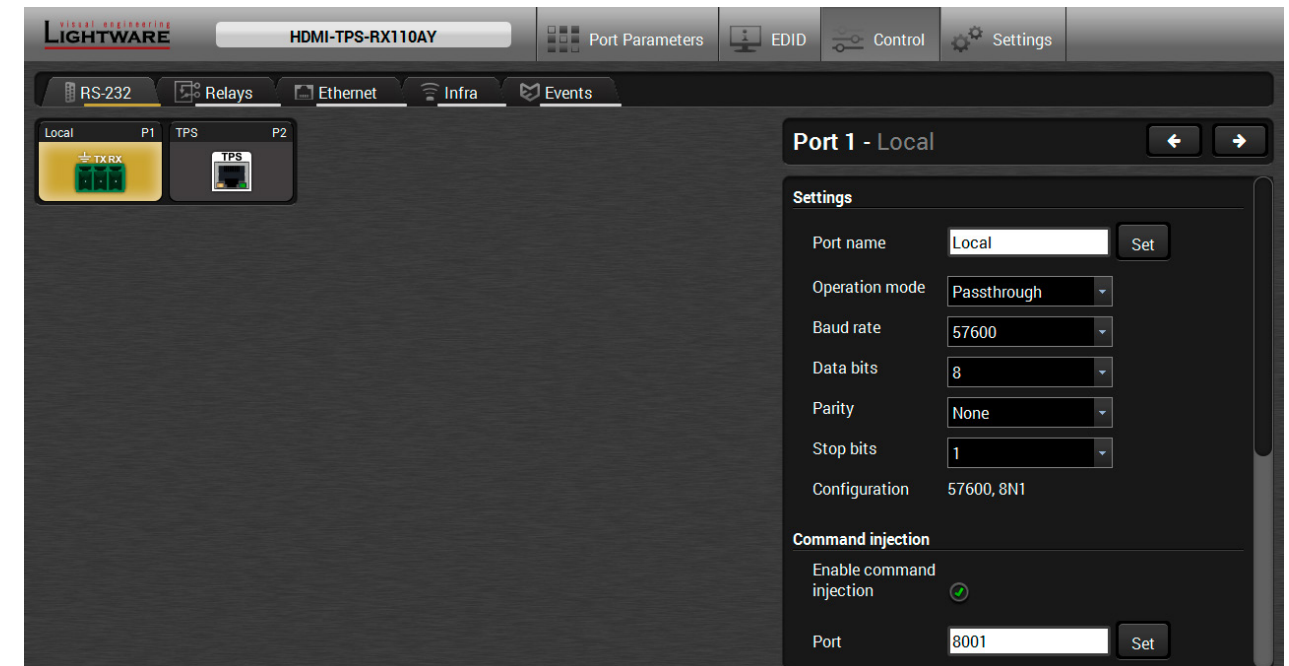 visual engineering
LIGHTWARE
HDMI-TPS-RX110AY
Port Parameters
EDID
Control
Settings
RS-232
Relays
Ethernet
Infra
Events
Local P1
TX RX
TPS P2
TPS
Port 1 - Local
Settings
Port name Local Set
Operation mode Passthrough
Baud rate 57600
Data bits 8
Parity None
Stop bits 1
Configuration 57600, 8N1
Command injection
Enable command
injection
Port 8001 Set